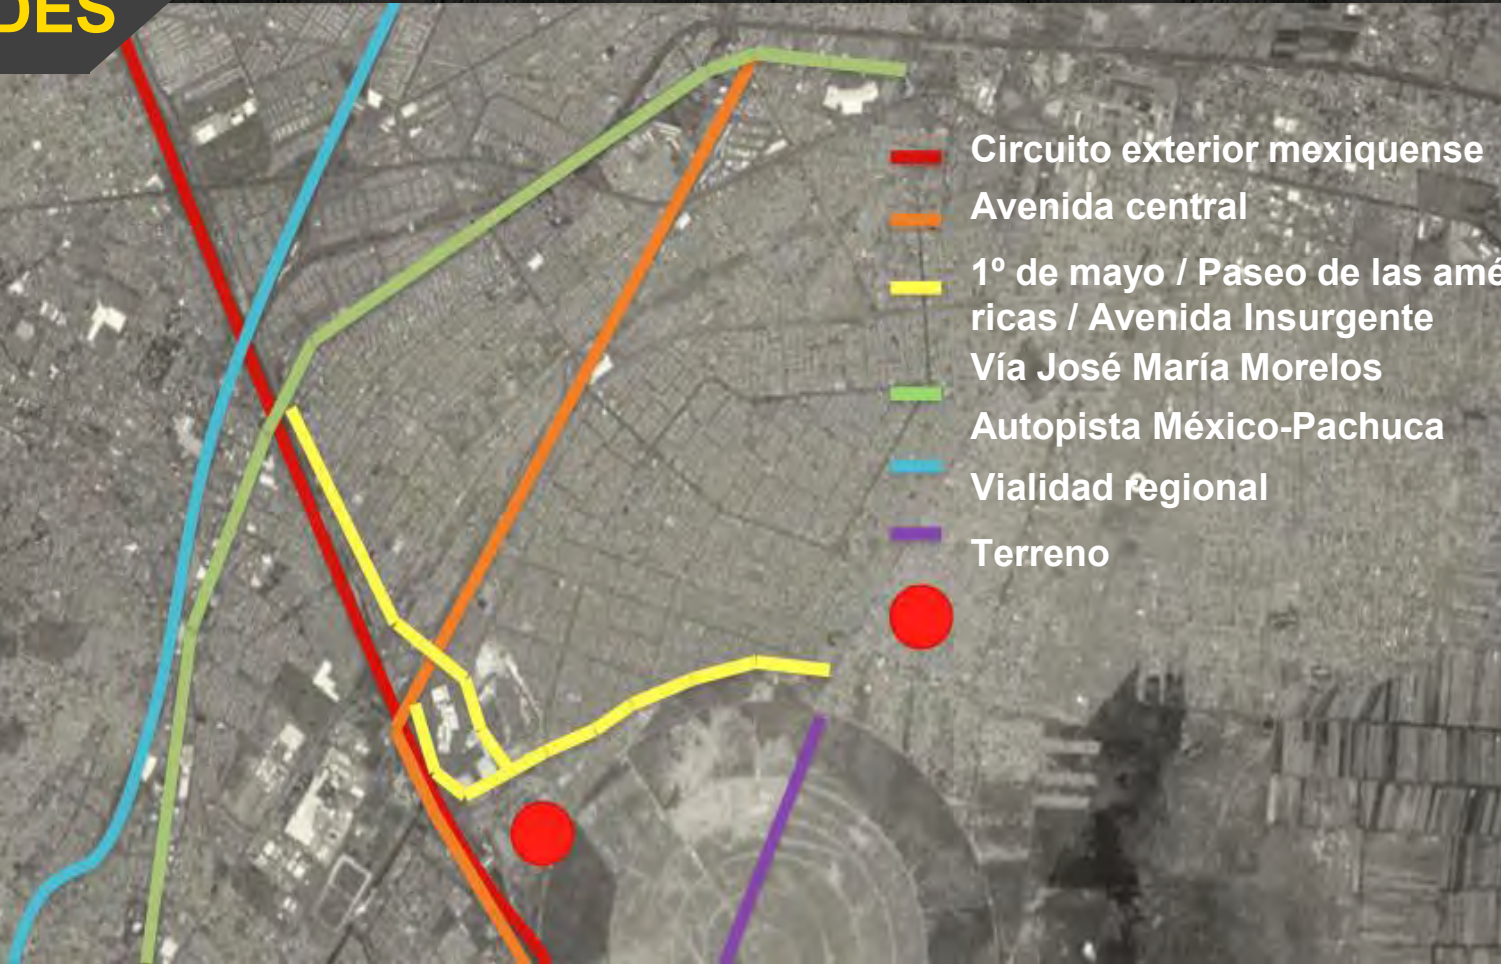 DES
Circuito exterior mexiquense
Avenida central
1º de mayo / Paseo de las amé
ricas / Avenida Insurgente
Vía José María Morelos
Autopista México-Pachuca
Vialidad regional
Terreno